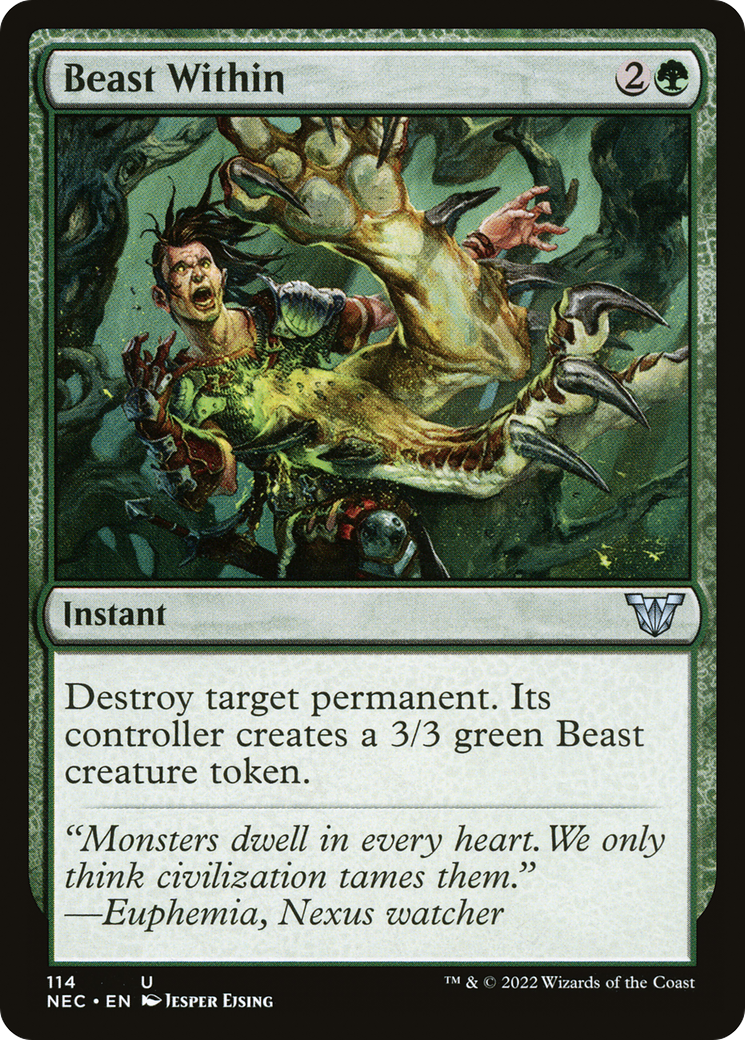 Beast Within 2
Instant
Destroy target permanent. Its
controller creates a 3/3 green Beast
creature token.
“Monsters dwell in every heart. We only
think civilization tames them.”
—Euphemia, Nexus watcher
114 U
NEC • EN Jesper Ejsing
™ & © 2022 Wizards of the Coast